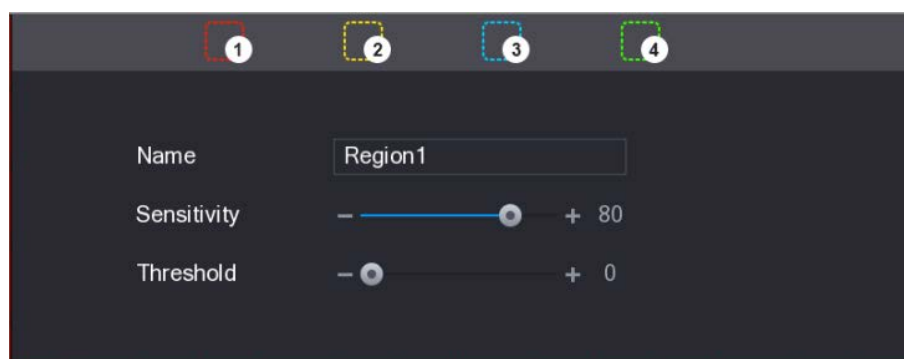 1 2 3 4
Name Region1
Sensitivity − + 80
Threshold − + 0